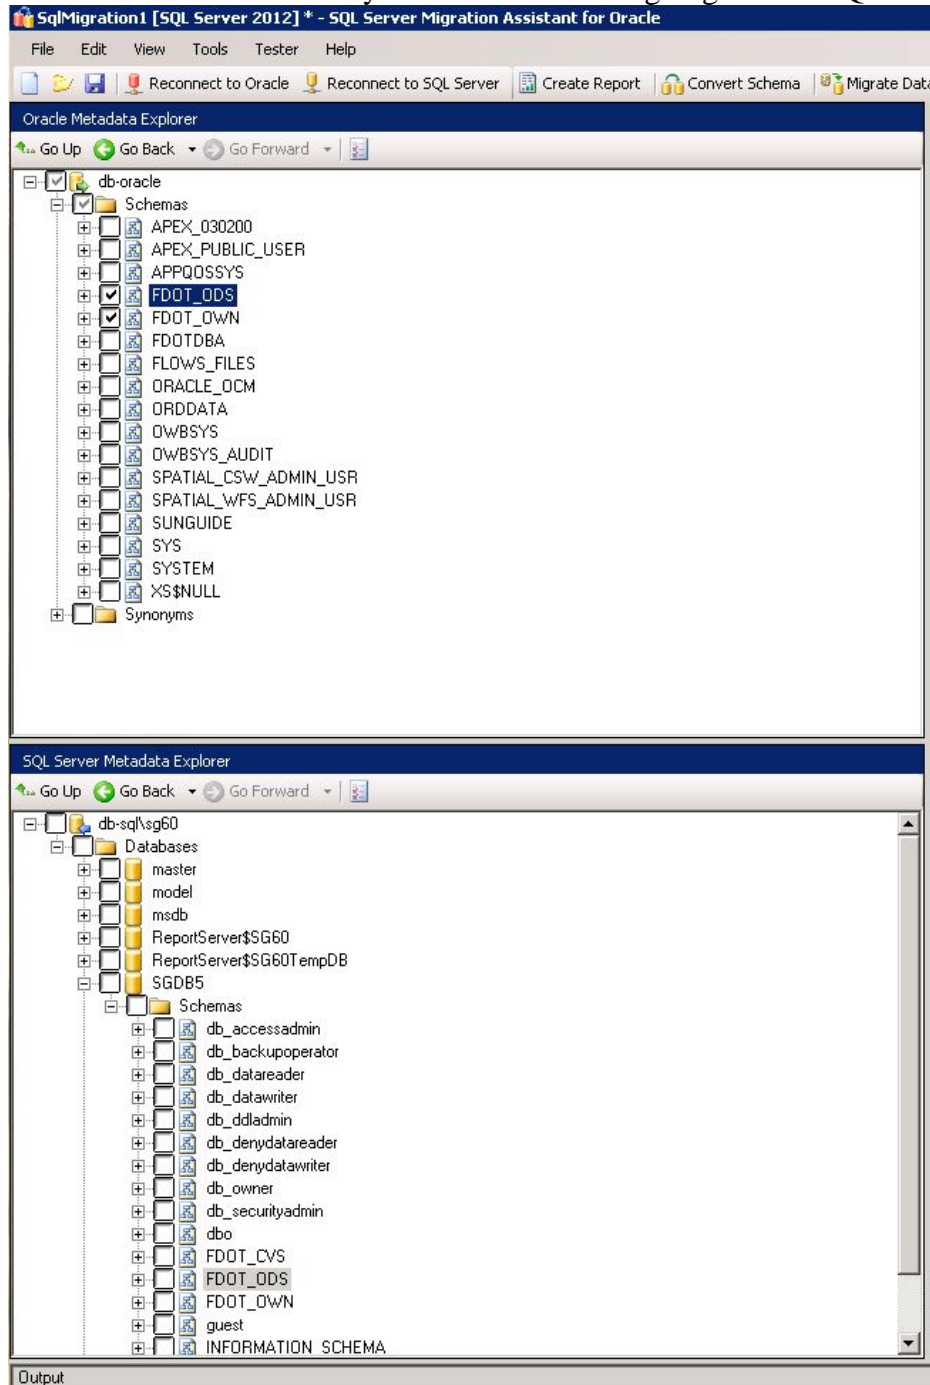 SqlMigration1 [SQL Server 2012] * - SQL Server Migration Assistant for Oracle
File Edit View Tools Tester Help
Reconnect to Oracle Reconnect to SQL Server Create Report Convert Schema Migrate Data
Oracle Metadata Explorer
Go Up Go Back Go Forward
db-oracle
Schemas
APEX_030200
APEX_PUBLIC_USER
APPQOSSYS
FDOT_ODS
FDOT_OWN
FDOTDBA
FLOWS_FILES
ORACLE_OCM
ORDDATA
OWBSYS
OWBSYS_AUDIT
SPATIAL_CSW_ADMIN_USR
SPATIAL_WFS_ADMIN_USR
SUNGUIDE
SYS
SYSTEM
XS$NULL
Synonyms
SQL Server Metadata Explorer
Go Up Go Back Go Forward
db-sql\sg60
Databases
master
model
msdb
ReportServer$SG60
ReportServer$SG60TempDB
SGDB5
Schemas
db_accessadmin
db_backupoperator
db_datareader
db_datawriter
db_ddladmin
db_denydatareader
db_denydatawriter
db_owner
db_securityadmin
dbo
FDOT_CVS
FDOT_ODS
FDOT_OWN
guest
INFORMATION_SCHEMA
Output